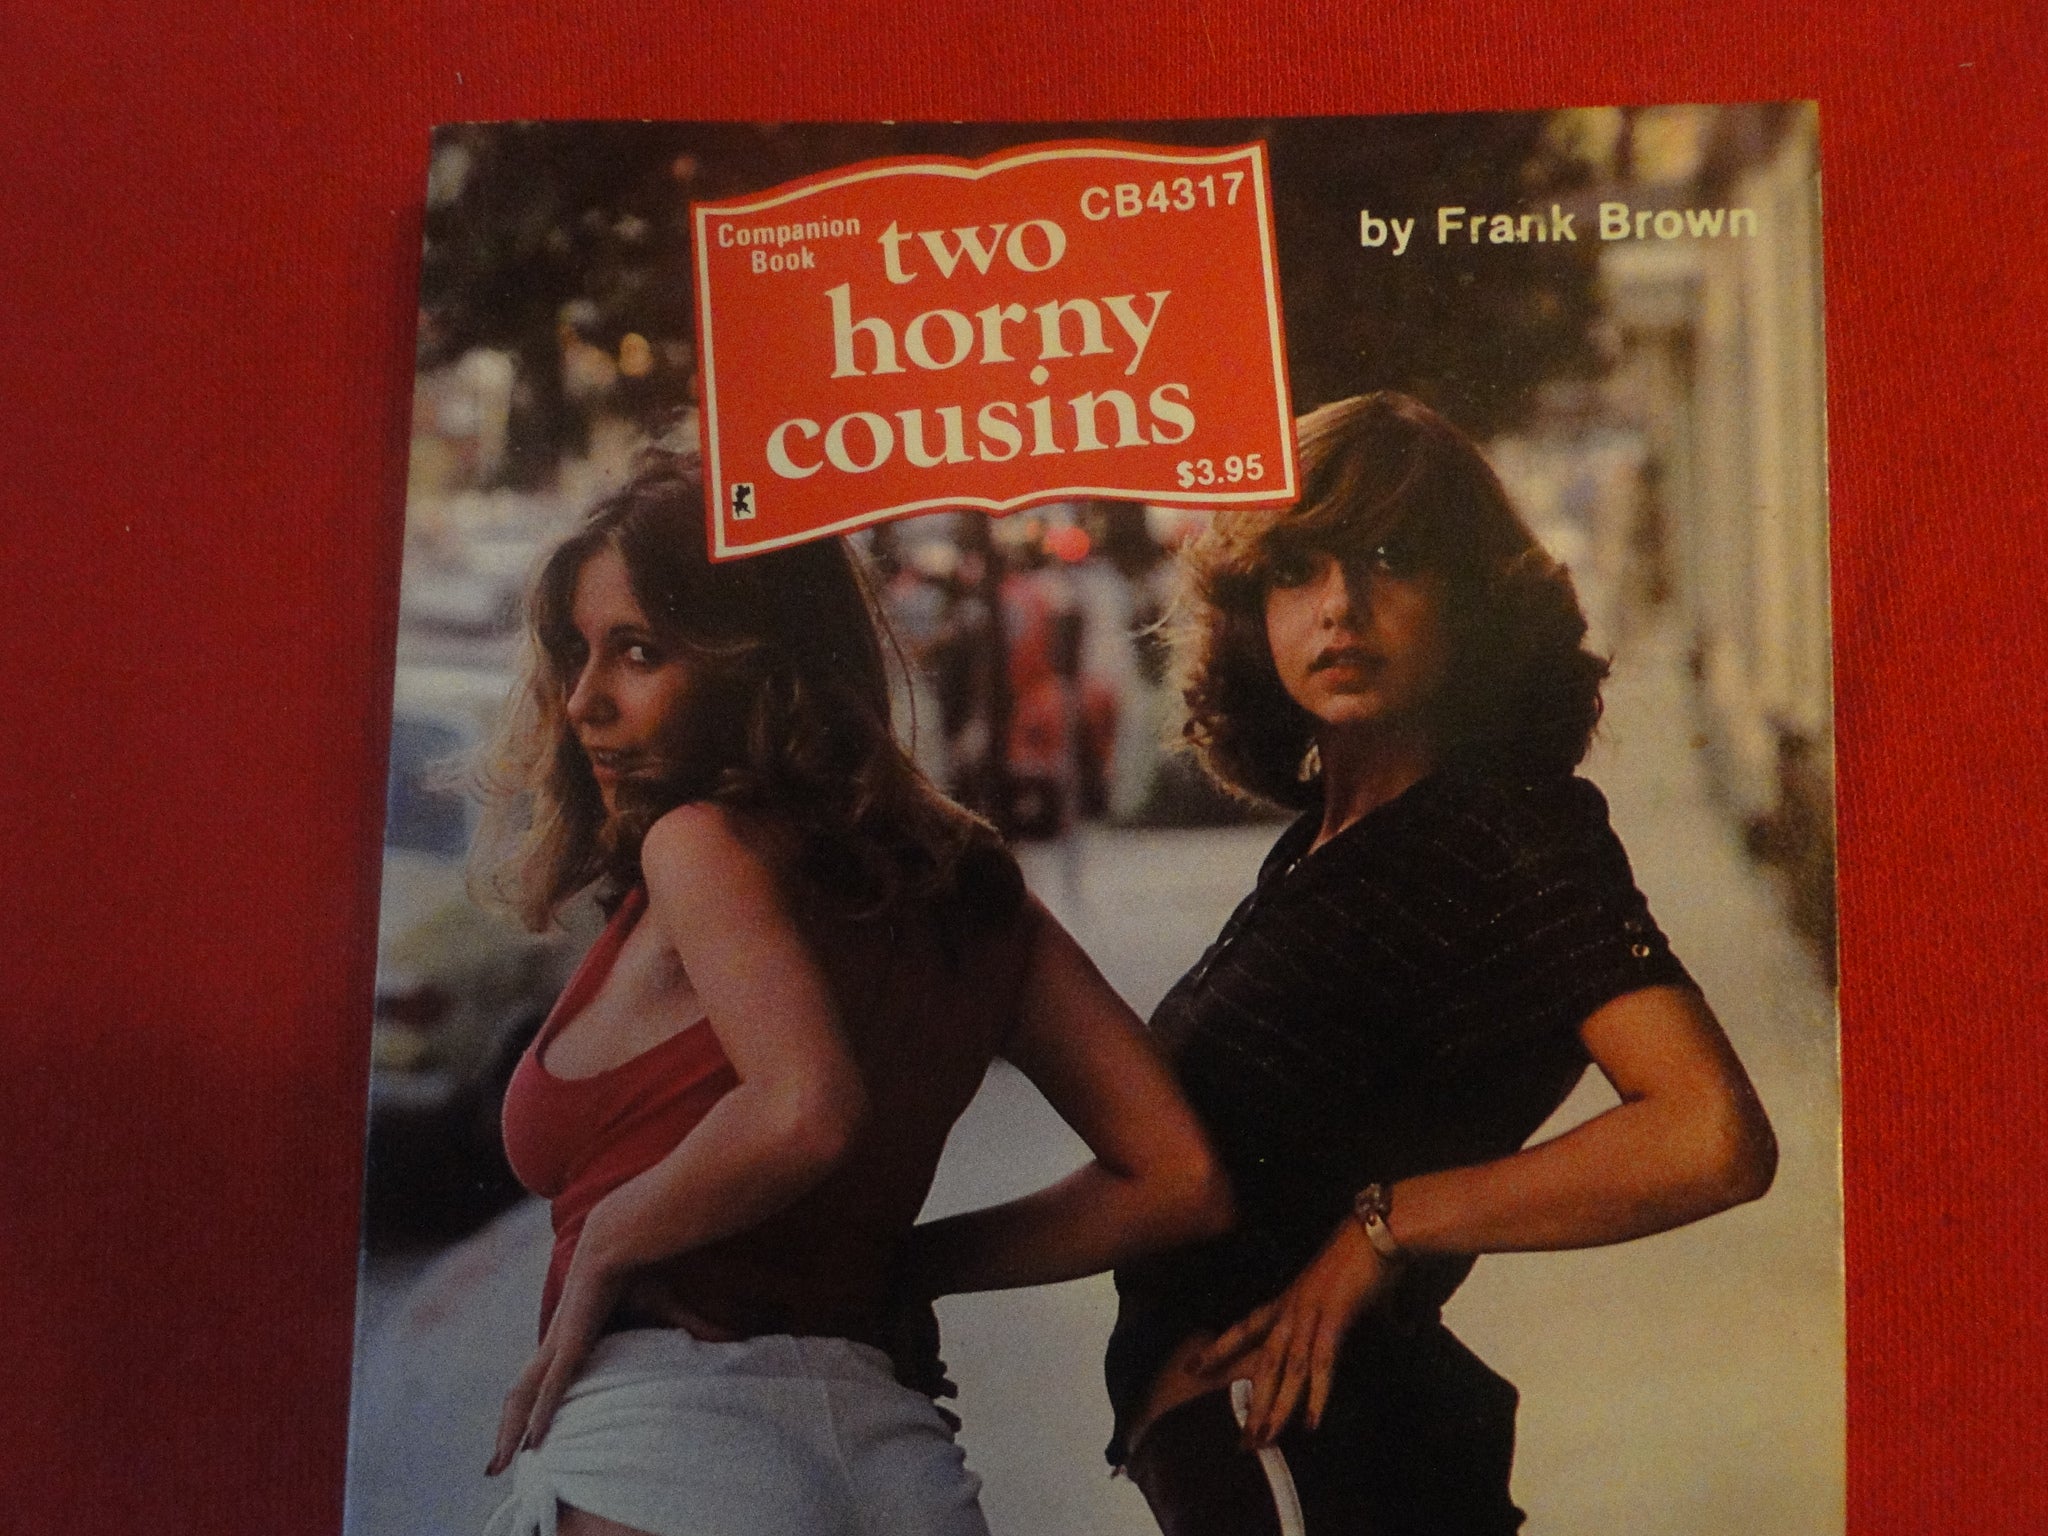 Companion
Book
CB4317
two
horny
cousins
$3.95
by Frank Brown